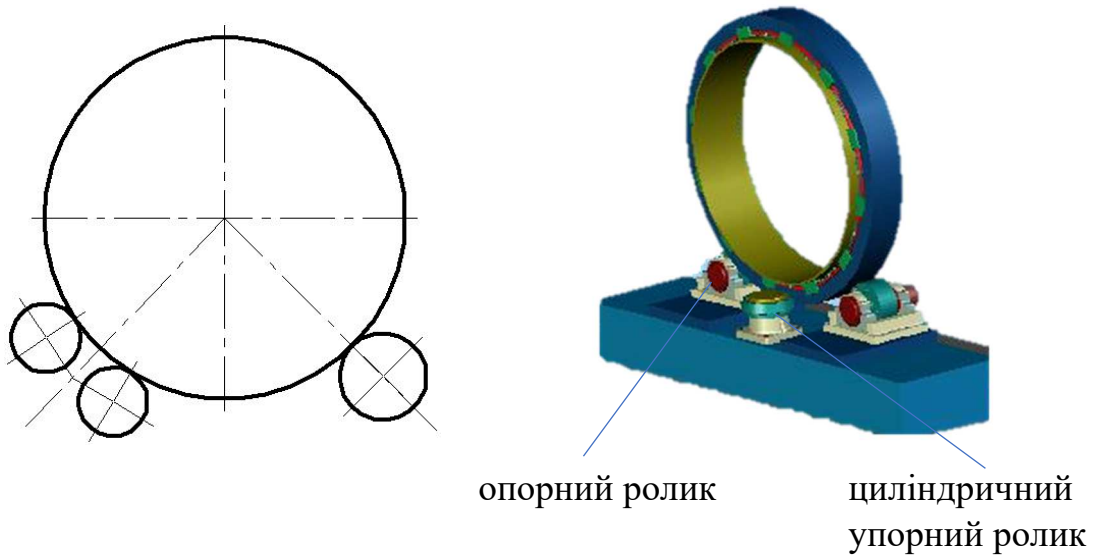 опорний ролик
циліндричний
упорний ролик